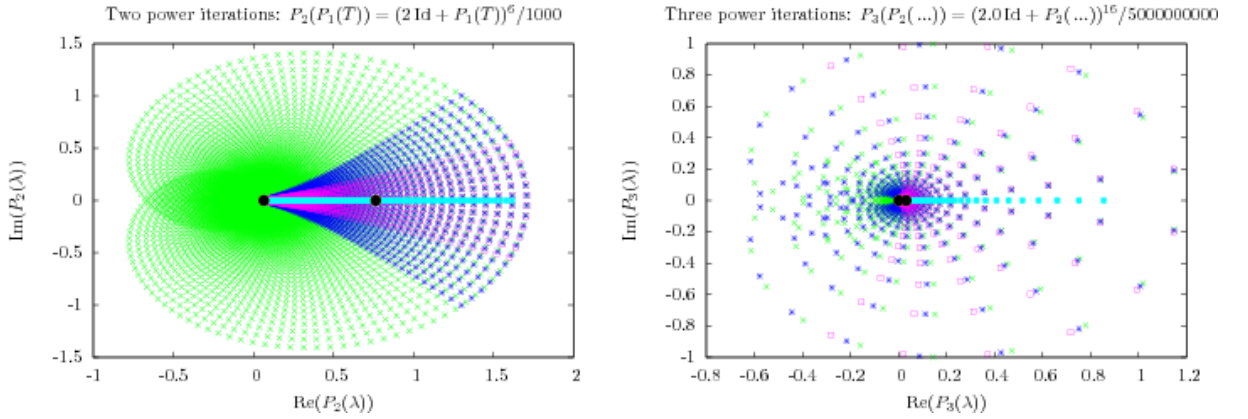 Two power iterations: P₂(P₁(T)) = (2 Id + P₁(T))⁶/1000
1.5
1
0.5
0
-0.5
-1
-1.5
Im(P₂(λ))
-1 -0.5 0 0.5 1 1.5 2
Re(P₂(λ))
Three power iterations: P₃(P₂(...)) = (2.0 Id + P₂(...))¹⁶/5000000000
1
0.8
0.6
0.4
0.2
0
-0.2
-0.4
-0.6
-0.8
-1
Im(P₃(λ))
-0.8 -0.6 -0.4 -0.2 0 0.2 0.4 0.6 0.8 1 1.2
Re(P₃(λ))